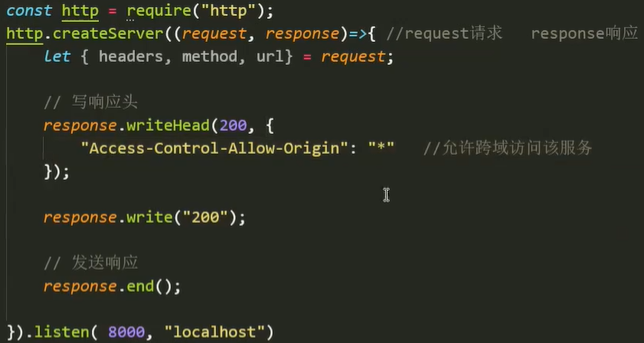 const http = require("http");
http.createServer((request, response)=>{ //request请求   response响应
    let { headers, method, url} = request;
    // 写响应头
    response.writeHead(200, {
        "Access-Control-Allow-Origin": "*"   //允许跨域访问该服务
    });
    response.write("200");
    // 发送响应
    response.end();
}).listen( 8000, "localhost")